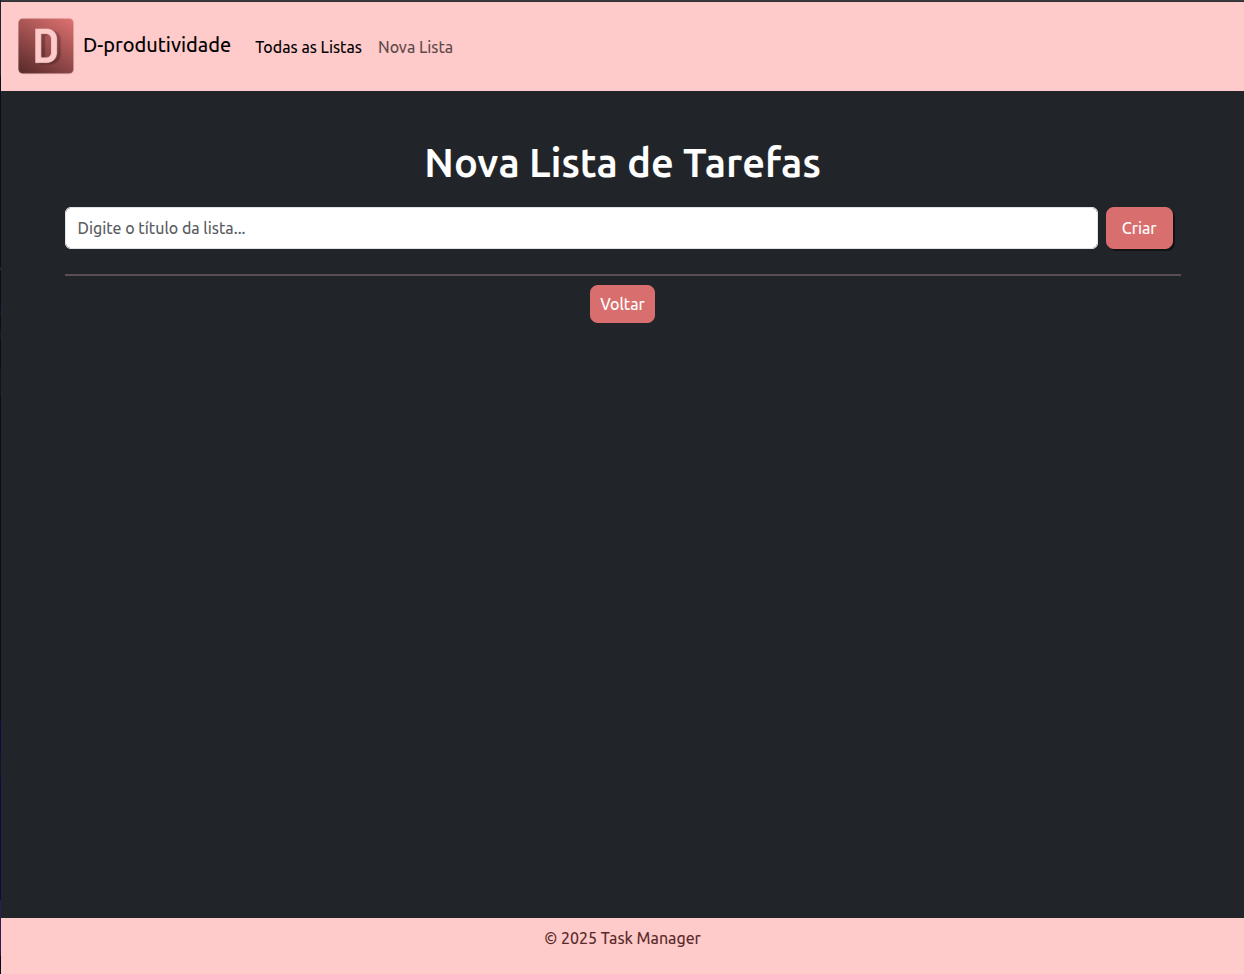 D
D-produtividade
Todas as Listas
Nova Lista
Nova Lista de Tarefas
Digite o título da lista...
Criar
Voltar
© 2025 Task Manager